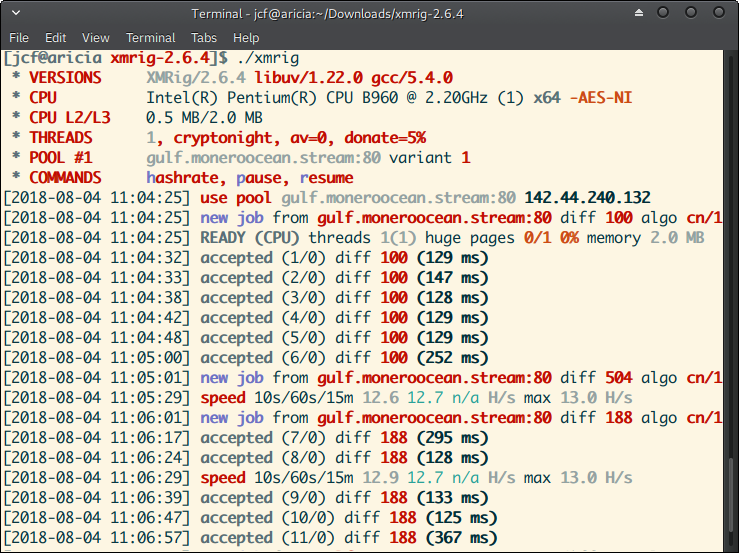 Terminal - jcf@aricia:~/Downloads/xmrig-2.6.4
File Edit View Terminal Tabs Help
[jcf@aricia xmrig-2.6.4]$ ./xmrig
* VERSIONS XMRig/2.6.4 libuv/1.22.0 gcc/5.4.0
* CPU Intel(R) Pentium(R) CPU B960 @ 2.20GHz (1) x64 -AES-NI
* CPU L2/L3 0.5 MB/2.0 MB
* THREADS 1, cryptonight, av=0, donate=5%
* POOL #1 gulf.moneroocean.stream:80 variant 1
* COMMANDS hashrate, pause, resume
[2018-08-04 11:04:25] use pool gulf.moneroocean.stream:80 142.44.240.132
[2018-08-04 11:04:25] new job from gulf.moneroocean.stream:80 diff 100 algo cn/1
[2018-08-04 11:04:25] READY (CPU) threads 1(1) huge pages 0/1 0% memory 2.0 MB
[2018-08-04 11:04:32] accepted (1/0) diff 100 (129 ms)
[2018-08-04 11:04:33] accepted (2/0) diff 100 (147 ms)
[2018-08-04 11:04:38] accepted (3/0) diff 100 (128 ms)
[2018-08-04 11:04:42] accepted (4/0) diff 100 (129 ms)
[2018-08-04 11:04:48] accepted (5/0) diff 100 (129 ms)
[2018-08-04 11:05:00] accepted (6/0) diff 100 (252 ms)
[2018-08-04 11:05:01] new job from gulf.moneroocean.stream:80 diff 504 algo cn/1
[2018-08-04 11:05:29] speed 10s/60s/15m 12.6 12.7 n/a H/s max 13.0 H/s
[2018-08-04 11:06:01] new job from gulf.moneroocean.stream:80 diff 188 algo cn/1
[2018-08-04 11:06:17] accepted (7/0) diff 188 (295 ms)
[2018-08-04 11:06:24] accepted (8/0) diff 188 (128 ms)
[2018-08-04 11:06:29] speed 10s/60s/15m 12.9 12.7 n/a H/s max 13.0 H/s
[2018-08-04 11:06:39] accepted (9/0) diff 188 (133 ms)
[2018-08-04 11:06:47] accepted (10/0) diff 188 (125 ms)
[2018-08-04 11:06:57] accepted (11/0) diff 188 (367 ms)